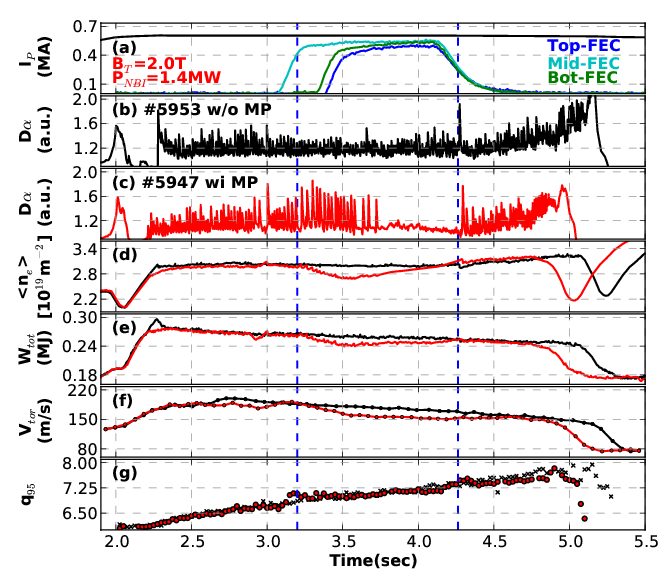 0.7
0.4
0.1
I_P
(MA)
(a)
B_T=2.0T
P_NBI=1.4MW
Top-FEC
Mid-FEC
Bot-FEC
2.0
1.6
1.2
Dα
(a.u.)
(b) #5953 w/o MP
2.0
1.6
1.2
Dα
(a.u.)
(c) #5947 wi MP
3.4
2.8
2.2
<n_e>
[10^19 m^-2]
(d)
0.30
0.24
0.18
W_tot
(MJ)
(e)
220
150
80
V_tor
(m/s)
(f)
8.00
7.25
6.50
q_95
(g)
2.0 2.5 3.0 3.5 4.0 4.5 5.0 5.5
Time(sec)